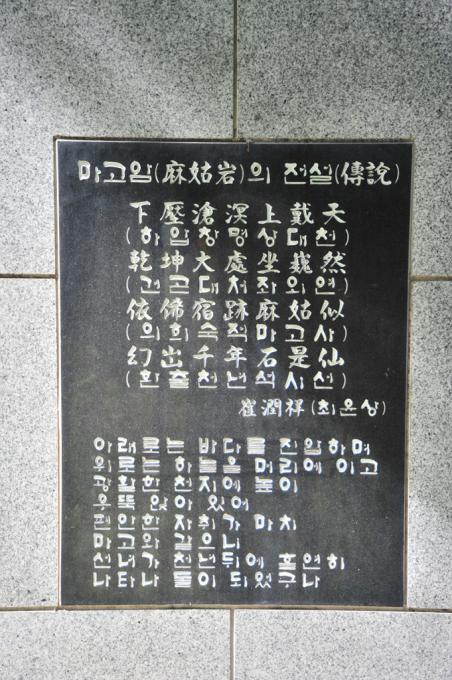 마고암(麻姑岩)의 전설(傳說)
下壓滄溟上戴天
(하압창명상대천)
乾坤大處坐巍然
(건곤대처좌외연)
依俙宿跡麻姑似
(의희숙적마고사)
幻出千年石是仙
(환출천년석시선)
崔潤祥(최윤상)
아래로는 바다를 진압하며
위로는 하늘을 머리에 이고
광활한 천지에 높이
우뚝 앉아 있어
편안한 자취가 마치
마고와 같으니
선녀가 천년뒤에 홀연히
나타나 돌이 되었구나